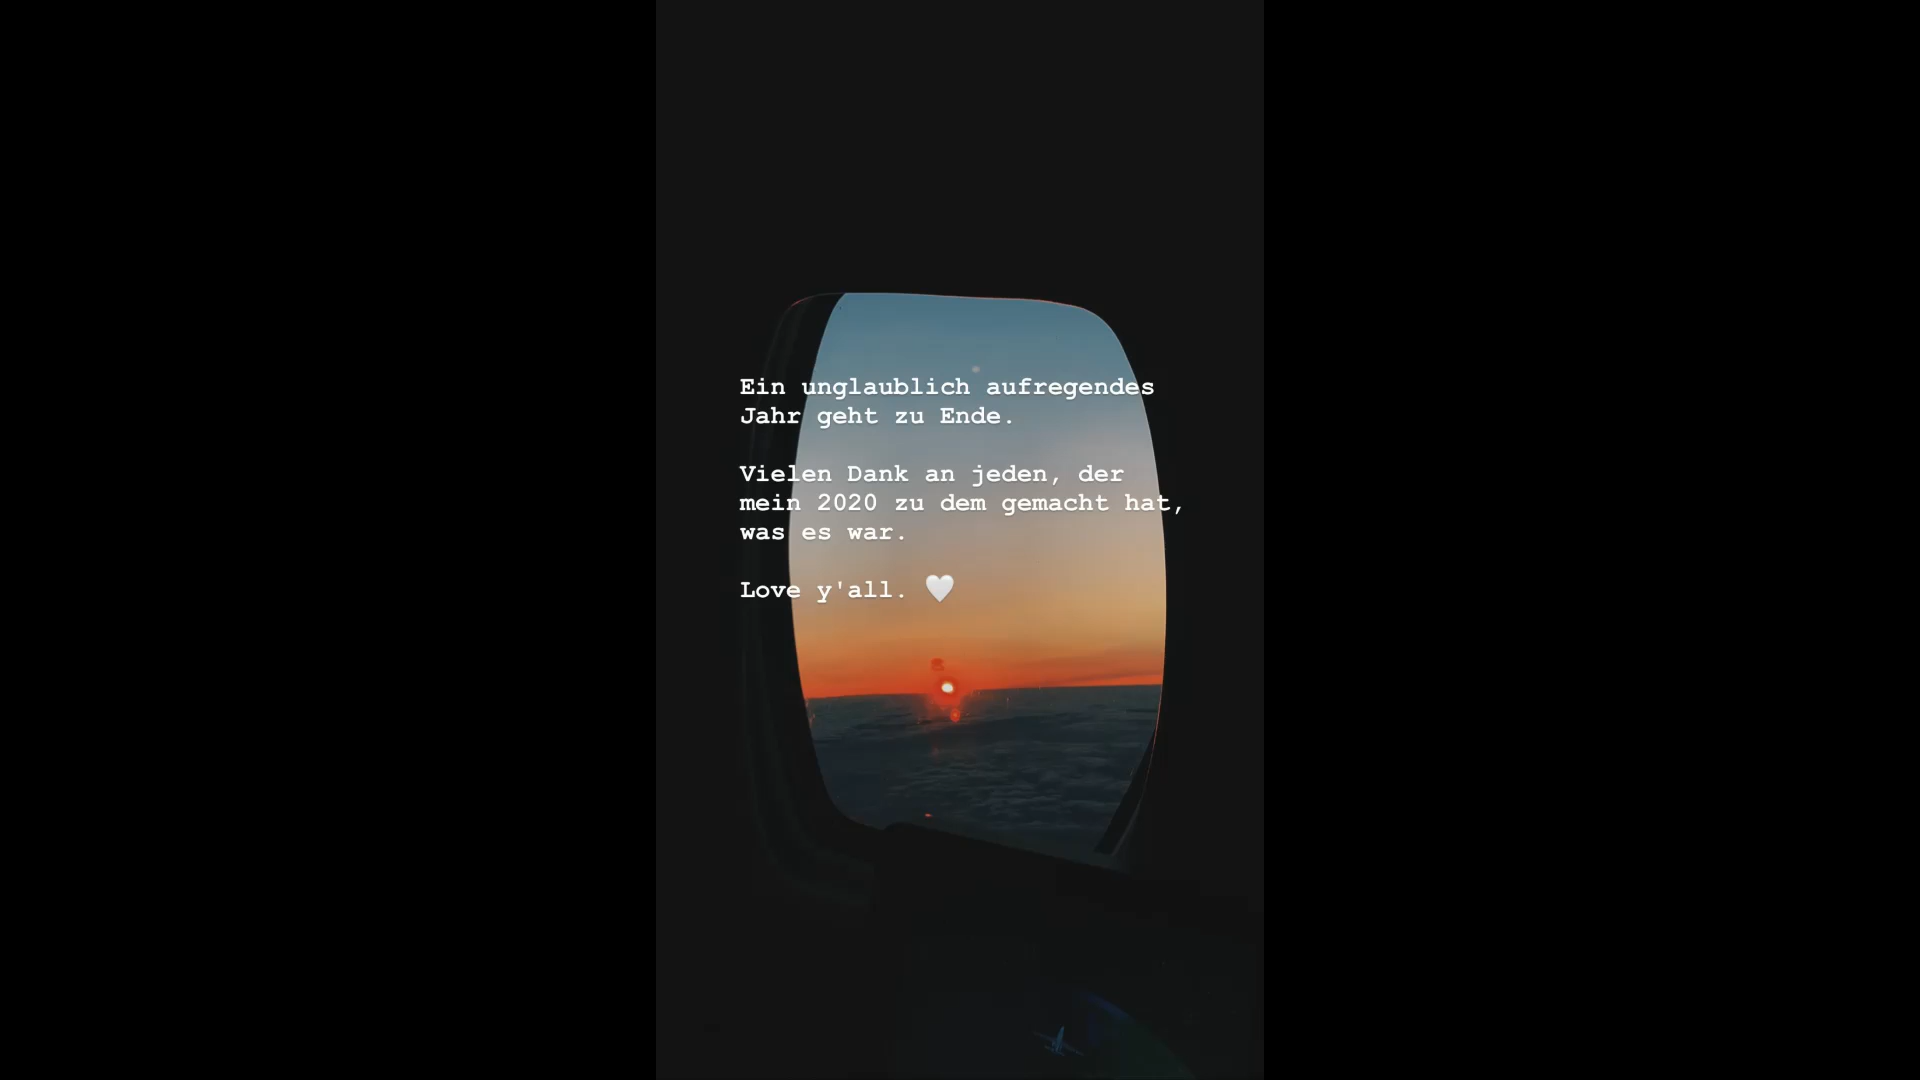 Ein unglaublich aufregendes
Jahr geht zu Ende.
Vielen Dank an jeden, der
mein 2020 zu dem gemacht hat,
was es war.
Love y'all. 🤍